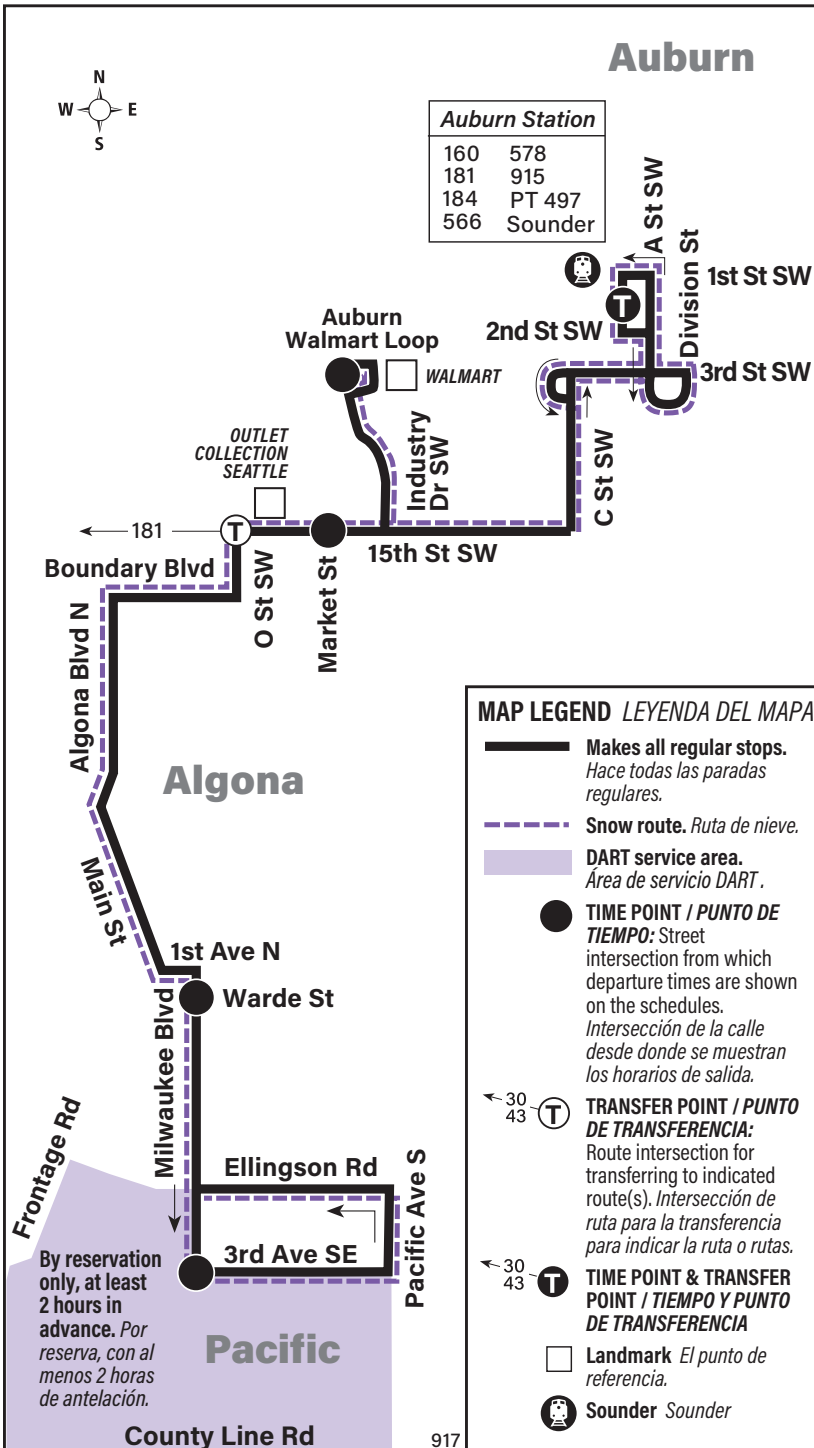 Auburn
N
W E
S
Auburn Station
160 578
181 915
184 PT 497
566 Sounder
A St SW
Division St
1st St SW
T
2nd St SW
3rd St SW
Auburn
Walmart Loop
WALMART
OUTLET
COLLECTION
SEATTLE
Industry
Dr SW
C St SW
181
T
15th St SW
Boundary Blvd
O St SW
Market St
Algona Blvd N
Algona
Main St
1st Ave N
Warde St
Milwaukee Blvd
Frontage Rd
Ellingson Rd
Pacific Ave S
3rd Ave SE
By reservation
only, at least
2 hours in
advance. Por
reserva, con al
menos 2 horas
de antelación.
Pacific
County Line Rd
917
MAP LEGEND LEYENDA DEL MAPA
Makes all regular stops.
Hace todas las paradas
regulares.
Snow route. Ruta de nieve.
DART service area.
Área de servicio DART .
TIME POINT / PUNTO DE
TIEMPO: Street
intersection from which
departure times are shown
on the schedules.
Intersección de la calle
desde donde se muestran
los horarios de salida.
30
43 T
TRANSFER POINT / PUNTO
DE TRANSFERENCIA:
Route intersection for
transferring to indicated
route(s). Intersección de
ruta para la transferencia
para indicar la ruta o rutas.
30
43 T
TIME POINT & TRANSFER
POINT / TIEMPO Y PUNTO
DE TRANSFERENCIA
Landmark El punto de
referencia.
Sounder Sounder